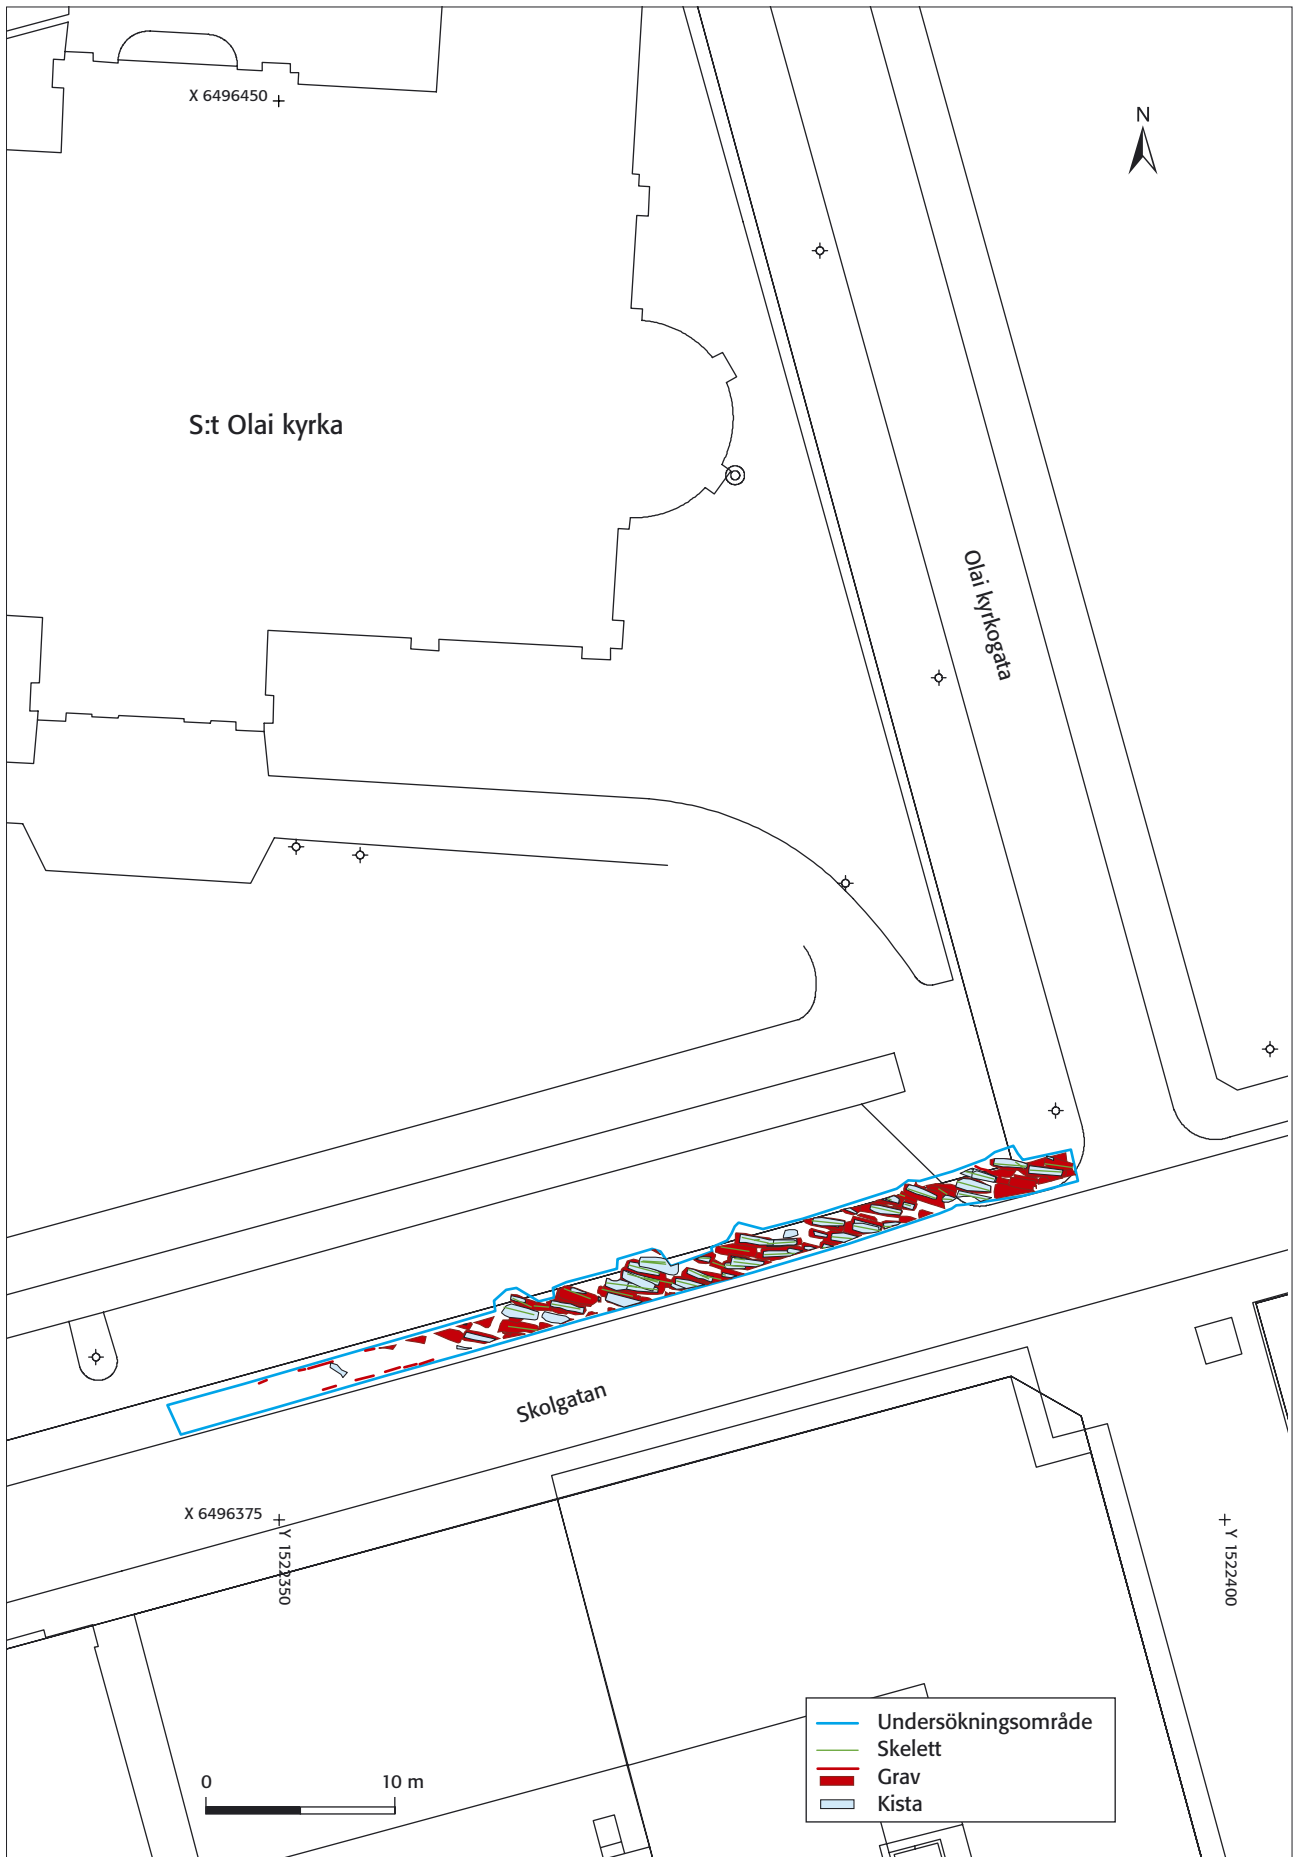 X 6496450
N
S:t Olai kyrka
Olai kyrkogata
Skolgatan
X 6496375
Y 1522350
Y 1522400
0 10 m
Undersökningsområde
Skelett
Grav
Kista